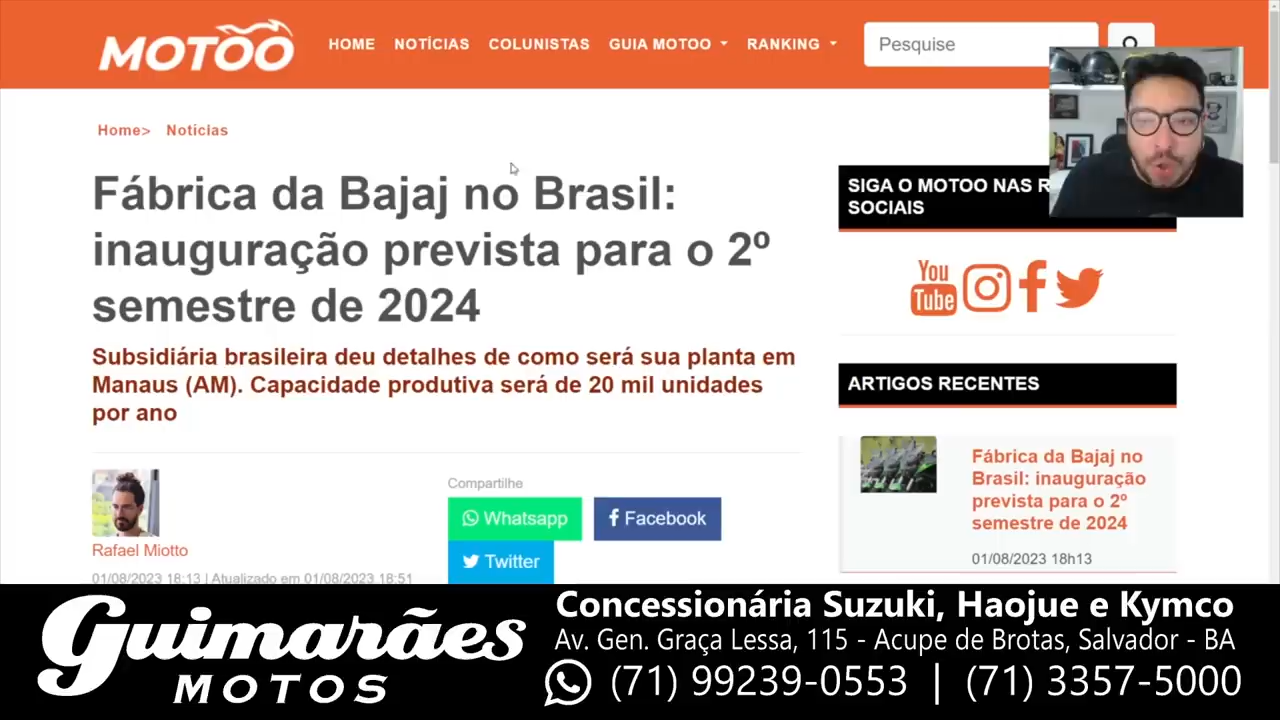 MOTOO
HOME NOTÍCIAS COLUNISTAS GUIA MOTOO RANKING
Pesquise
Home> Noticias
Fábrica da Bajaj no Brasil:
inauguração prevista para o 2º
semestre de 2024
Subsidiária brasileira deu detalhes de como será sua planta em
Manaus (AM). Capacidade produtiva será de 20 mil unidades
por ano
Rafael Miotto
01/08/2023 18:13 | Atualizado em 01/08/2023 18:51
Compartilhe
Whatsapp
Facebook
Twitter
SIGA O MOTOO NAS
SOCIAIS
You
Tube
ARTIGOS RECENTES
Fábrica da Bajaj no
Brasil: inauguração
prevista para o 2º
semestre de 2024
01/08/2023 18h13
Guimarães
MOTOS
Concessionária Suzuki, Haojue e Kymco
Av. Gen. Graça Lessa, 115 - Acupe de Brotas, Salvador - BA
(71) 99239-0553 | (71) 3357-5000